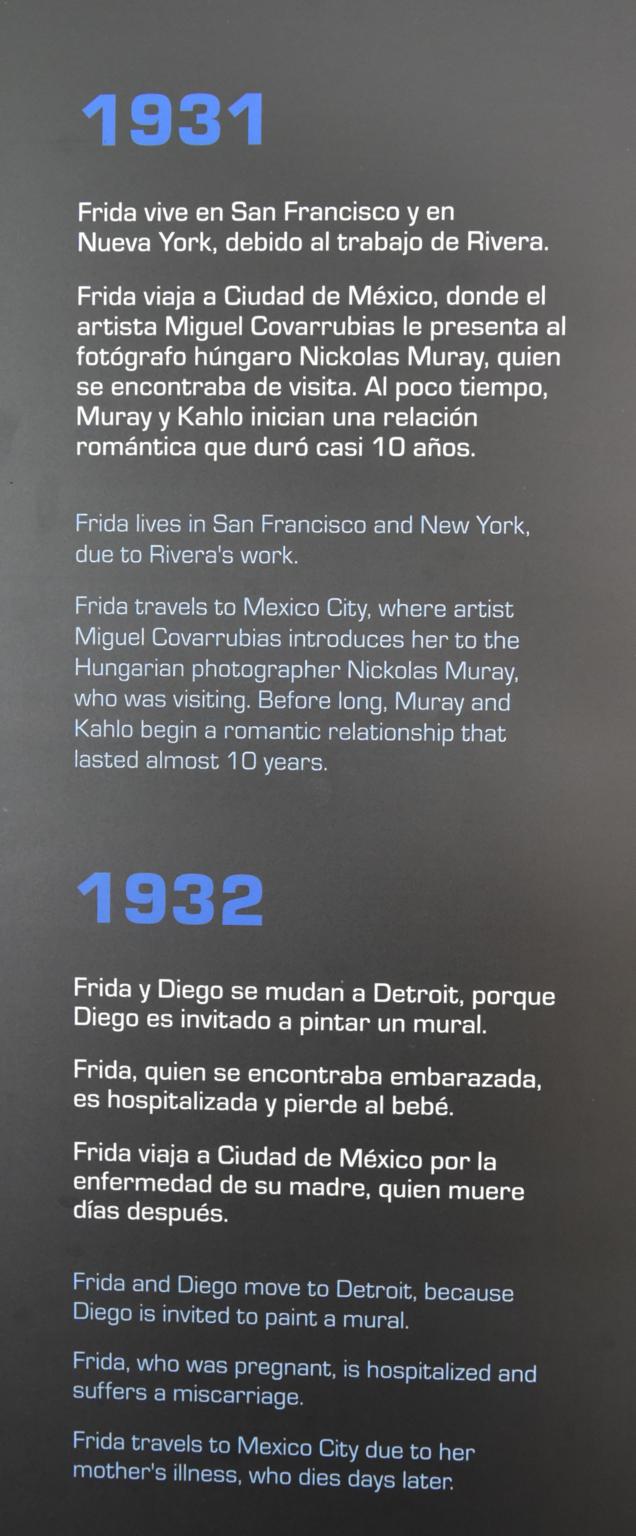 1931
Frida vive en San Francisco y en
Nueva York, debido al trabajo de Rivera.
Frida viaja a Ciudad de México, donde el
artista Miguel Covarrubias le presenta al
fotógrafo húngaro Nickolas Muray, quien
se encontraba de visita. Al poco tiempo,
Muray y Kahlo inician una relación
romántica que duró casi 10 años.
Frida lives in San Francisco and New York,
due to Rivera's work.
Frida travels to Mexico City, where artist
Miguel Covarrubias introduces her to the
Hungarian photographer Nickolas Muray,
who was visiting. Before long, Muray and
Kahlo begin a romantic relationship that
lasted almost 10 years.
1932
Frida y Diego se mudan a Detroit, porque
Diego es invitado a pintar un mural.
Frida, quien se encontraba embarazada,
es hospitalizada y pierde al bebé.
Frida viaja a Ciudad de México por la
enfermedad de su madre, quien muere
días después.
Frida and Diego move to Detroit, because
Diego is invited to paint a mural.
Frida, who was pregnant, is hospitalized and
suffers a miscarriage.
Frida travels to Mexico City due to her
mother's illness, who dies days later.